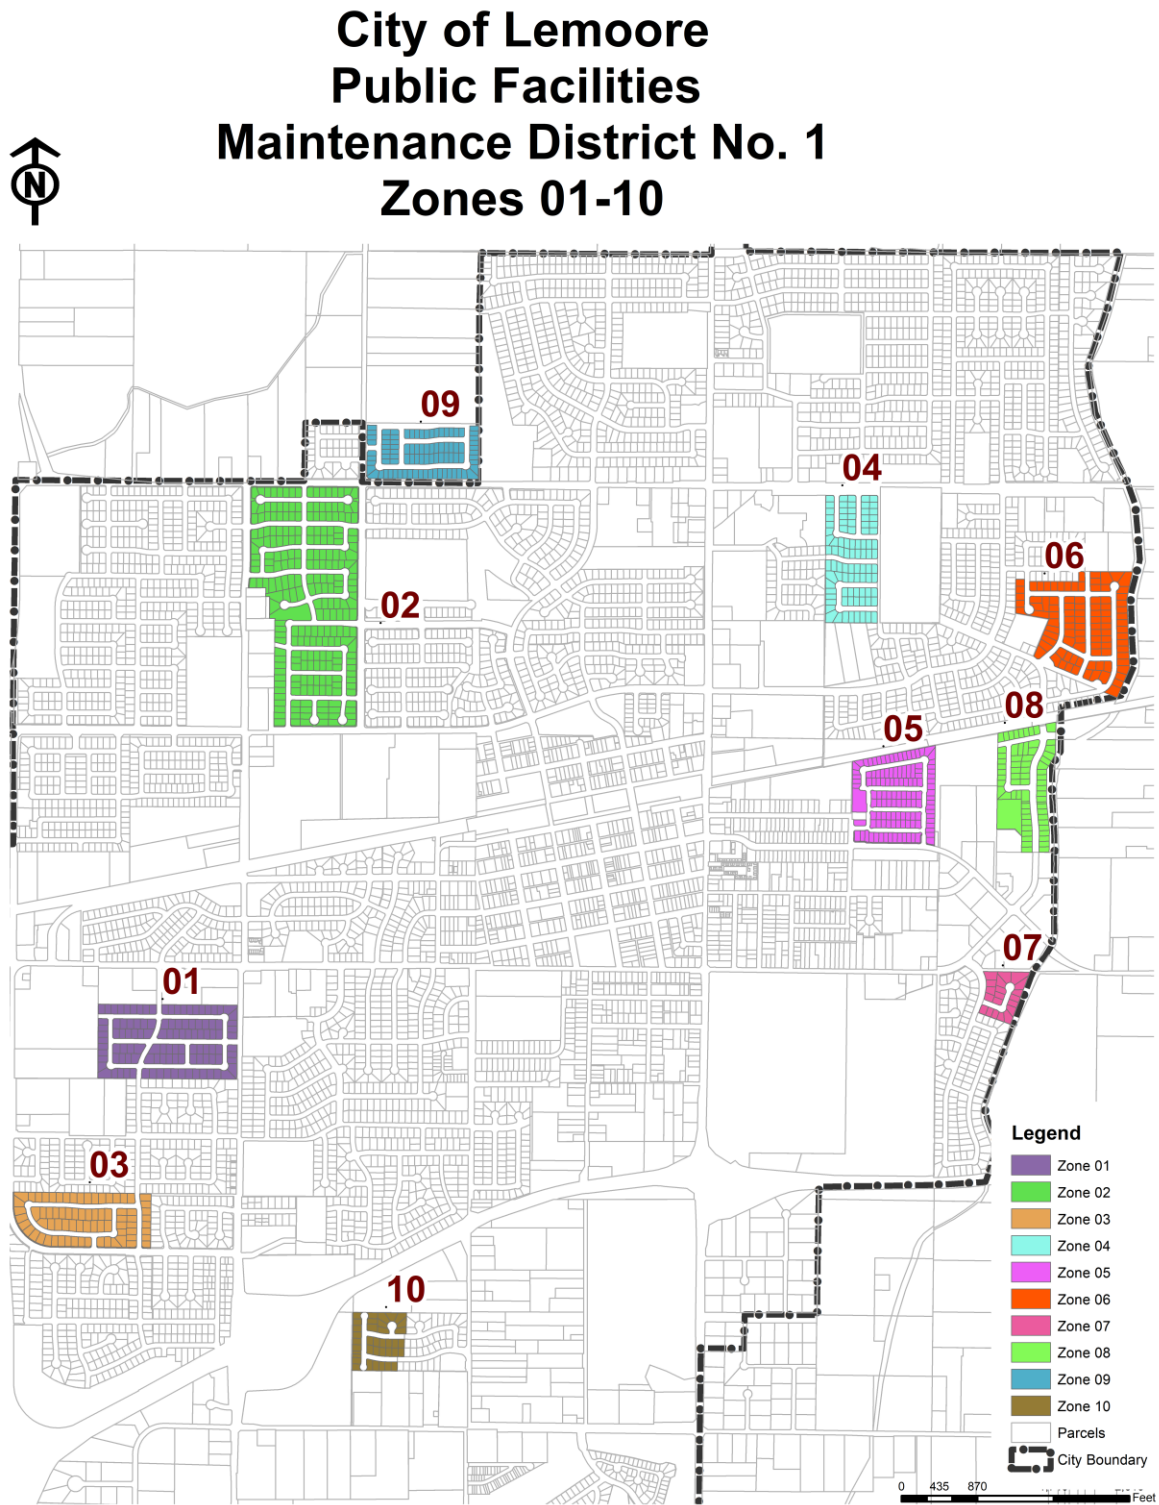 City of Lemoore
Public Facilities
Maintenance District No. 1
Zones 01-10
N
09
04
06
02
08
05
07
01
03
10
Legend
Zone 01
Zone 02
Zone 03
Zone 04
Zone 05
Zone 06
Zone 07
Zone 08
Zone 09
Zone 10
Parcels
City Boundary
0 435 870
Feet